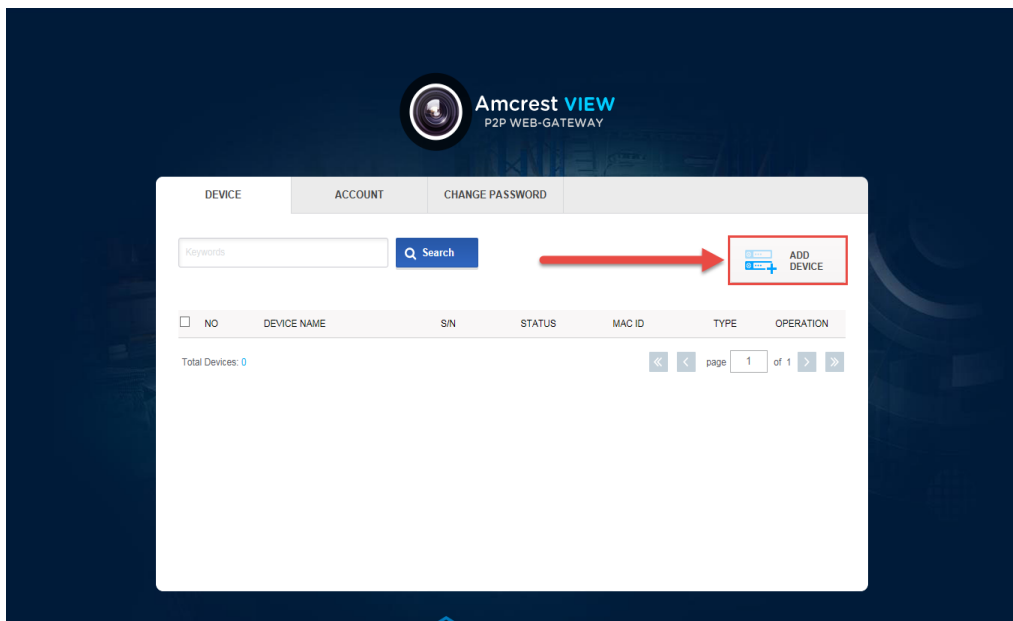 Amcrest VIEW
P2P WEB-GATEWAY
DEVICE ACCOUNT CHANGE PASSWORD
Keywords Search
ADD
DEVICE
NO DEVICE NAME S/N STATUS MAC ID TYPE OPERATION
Total Devices: 0 page 1 of 1